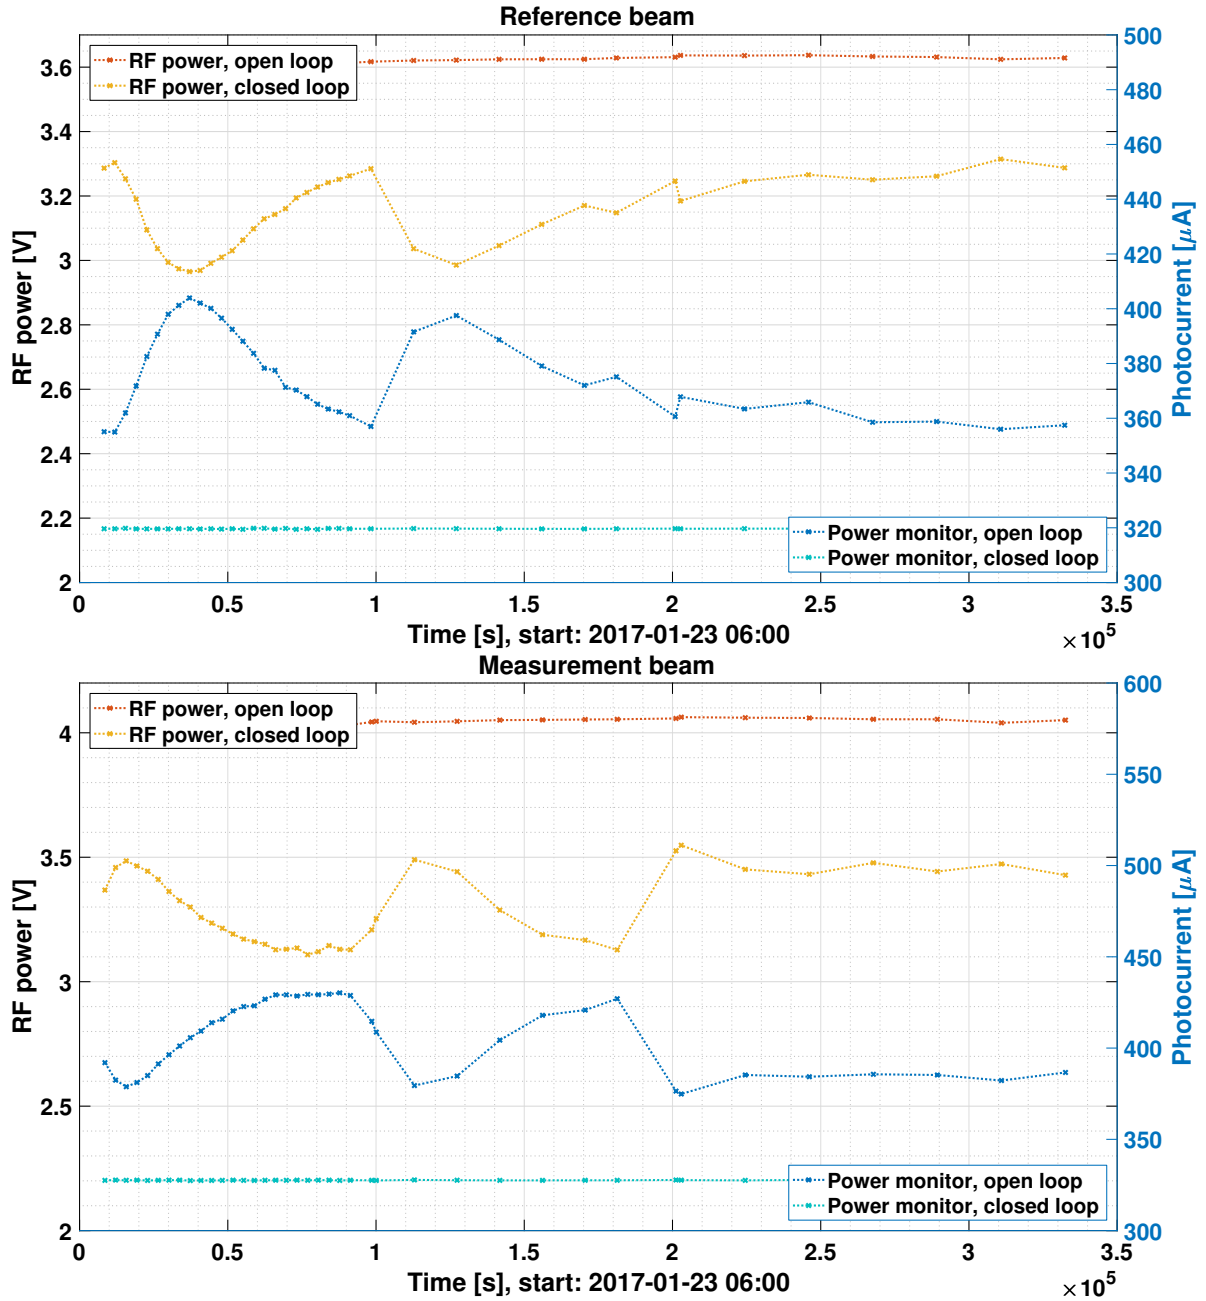 Reference beam
RF power, open loop
RF power, closed loop
3.6
3.4
3.2
3
2.8
2.6
2.4
2.2
2
RF power [V]
500
480
460
440
420
400
380
360
340
320
300
Photocurrent [μA]
Power monitor, open loop
Power monitor, closed loop
0 0.5 1 1.5 2 2.5 3 3.5
Time [s], start: 2017-01-23 06:00
×10⁵
Measurement beam
RF power, open loop
RF power, closed loop
4
3.5
3
2.5
2
RF power [V]
600
550
500
450
400
350
300
Photocurrent [μA]
Power monitor, open loop
Power monitor, closed loop
0 0.5 1 1.5 2 2.5 3 3.5
Time [s], start: 2017-01-23 06:00
×10⁵